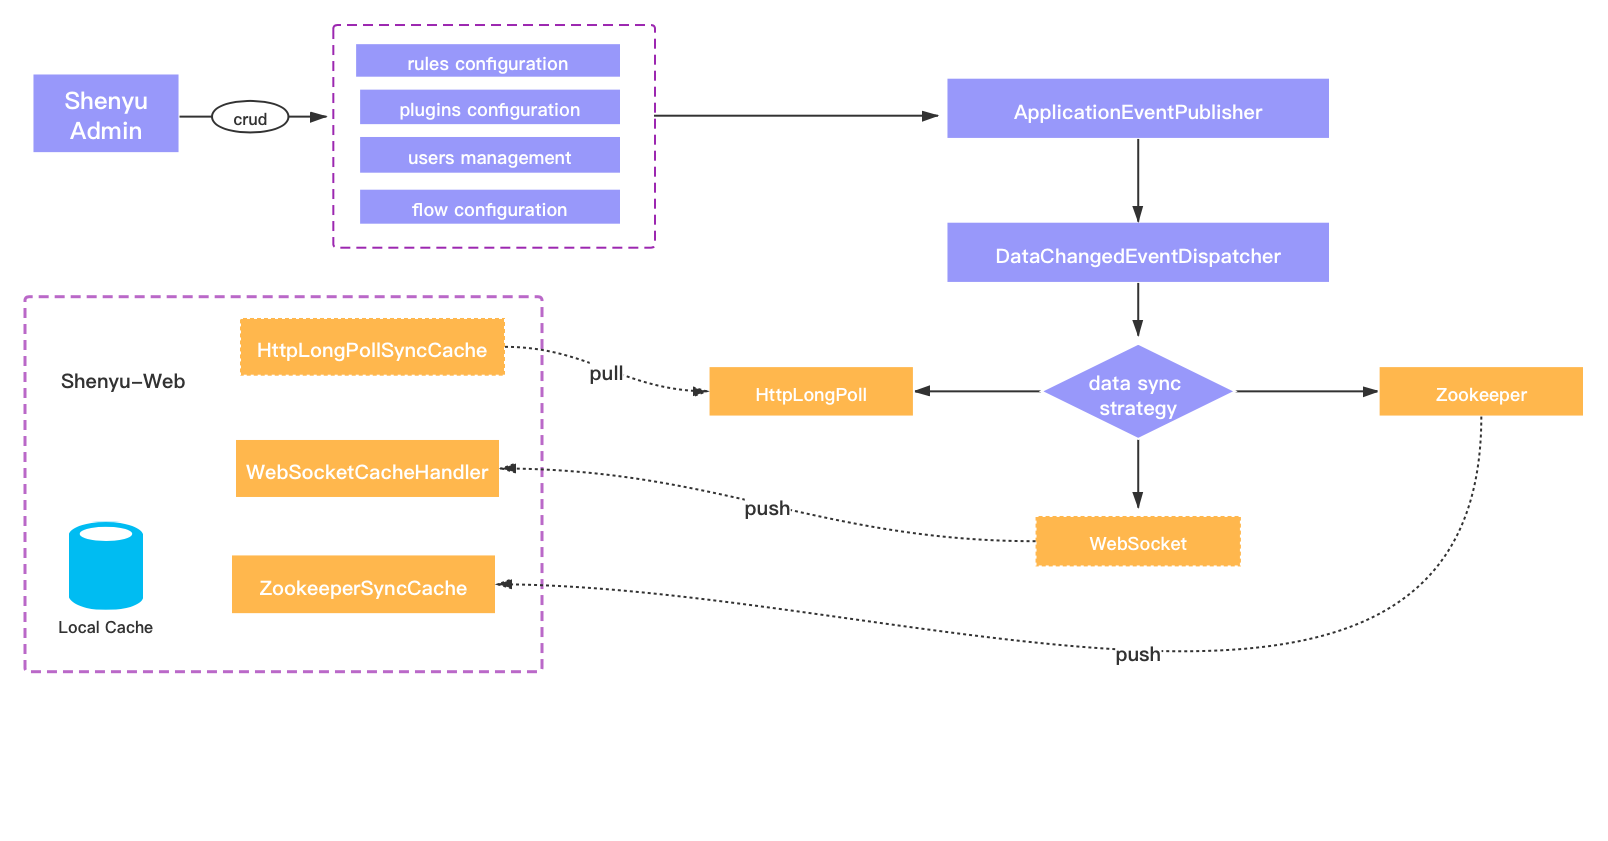 Shenyu
Admin
crud
rules configuration
plugins configuration
users management
flow configuration
ApplicationEventPublisher
DataChangedEventDispatcher
data sync
strategy
HttpLongPoll
Zookeeper
WebSocket
pull
push
push
Shenyu-Web
HttpLongPollSyncCache
WebSocketCacheHandler
ZookeeperSyncCache
Local Cache